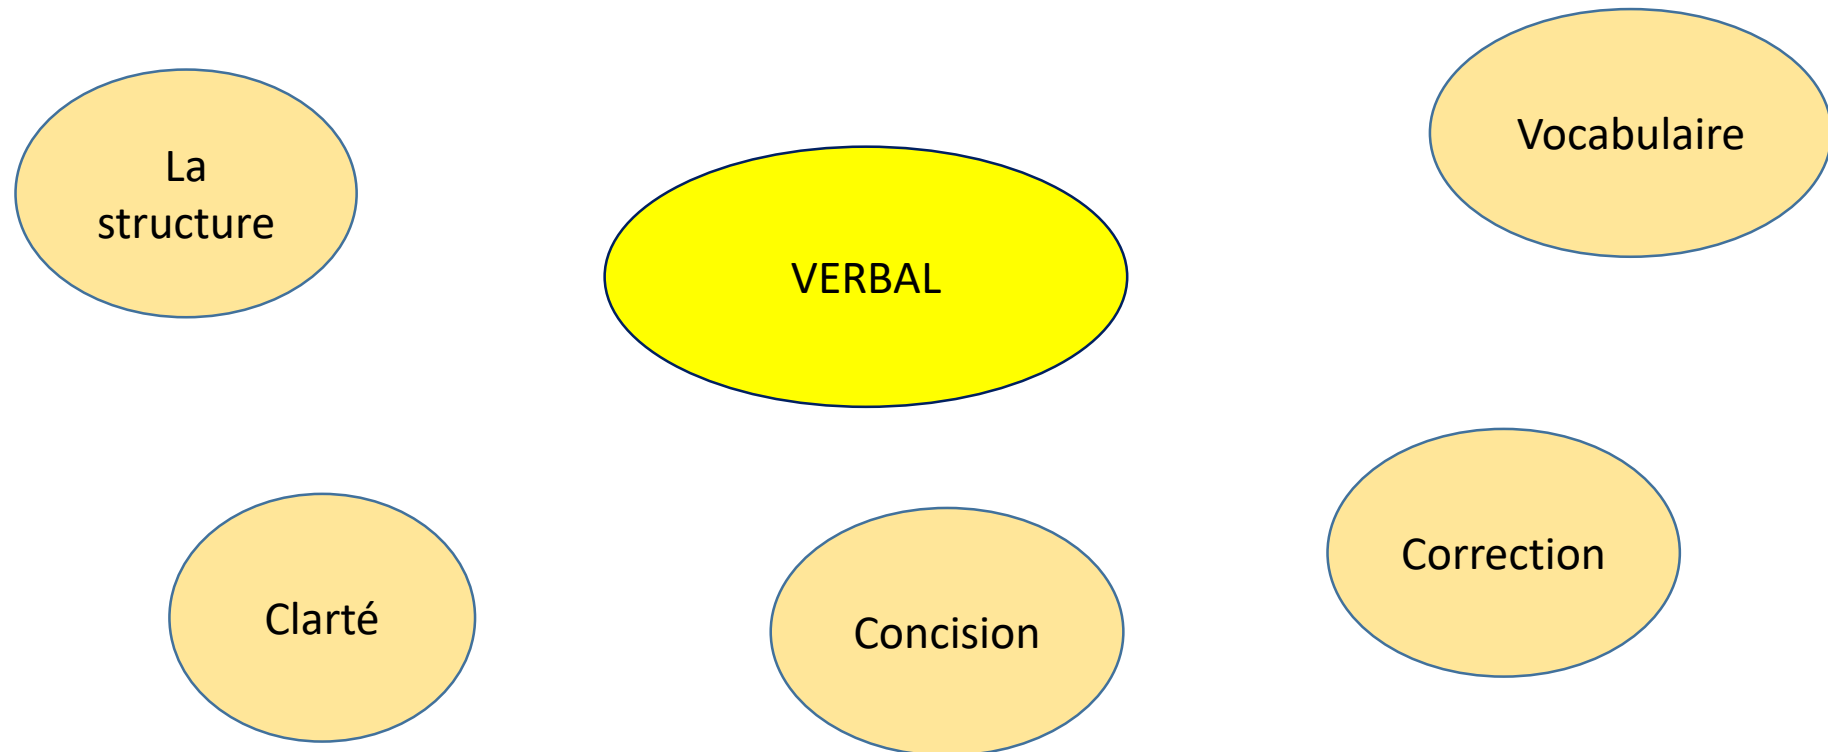 La
structure
VERBAL
Vocabulaire
Clarté
Concision
Correction